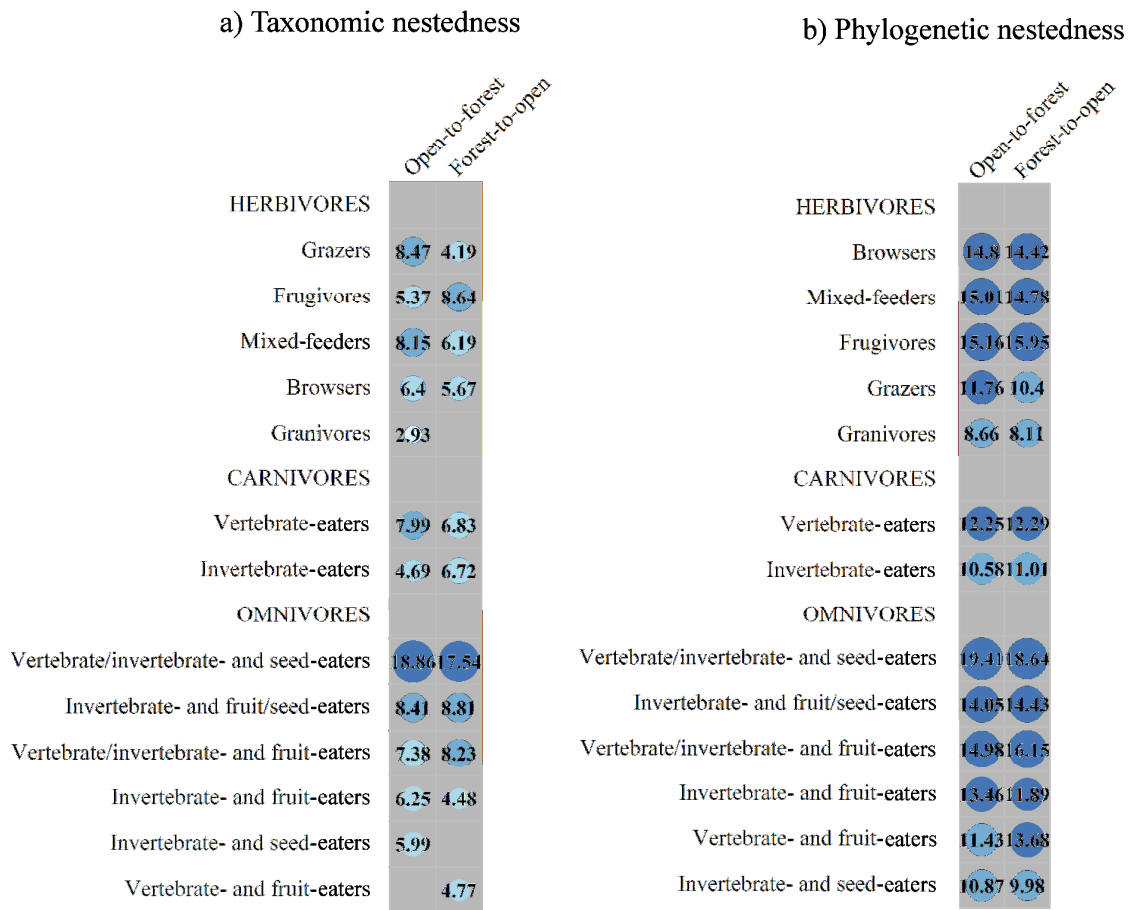 a) Taxonomic nestedness
Open-to-forest
Forest-to-open
HERBIVORES
Grazers 8.47 4.19
Frugivores 5.37 8.64
Mixed-feeders 8.15 6.19
Browsers 6.4 5.67
Granivores 2.93
CARNIVORES
Vertebrate-eaters 7.99 6.83
Invertebrate-eaters 4.69 6.72
OMNIVORES
Vertebrate/invertebrate- and seed-eaters 18.86 17.54
Invertebrate- and fruit/seed-eaters 8.41 8.81
Vertebrate/invertebrate- and fruit-eaters 7.38 8.23
Invertebrate- and fruit-eaters 6.25 4.48
Invertebrate- and seed-eaters 5.99
Vertebrate- and fruit-eaters 4.77
b) Phylogenetic nestedness
Open-to-forest
Forest-to-open
HERBIVORES
Browsers 14.8 14.42
Mixed-feeders 15.01 14.78
Frugivores 15.16 15.95
Grazers 11.76 10.4
Granivores 8.66 8.11
CARNIVORES
Vertebrate-eaters 12.25 12.29
Invertebrate-eaters 10.58 11.01
OMNIVORES
Vertebrate/invertebrate- and seed-eaters 19.41 18.64
Invertebrate- and fruit/seed-eaters 14.05 14.43
Vertebrate/invertebrate- and fruit-eaters 14.98 16.15
Invertebrate- and fruit-eaters 13.46 11.89
Vertebrate- and fruit-eaters 11.43 13.68
Invertebrate- and seed-eaters 10.87 9.98